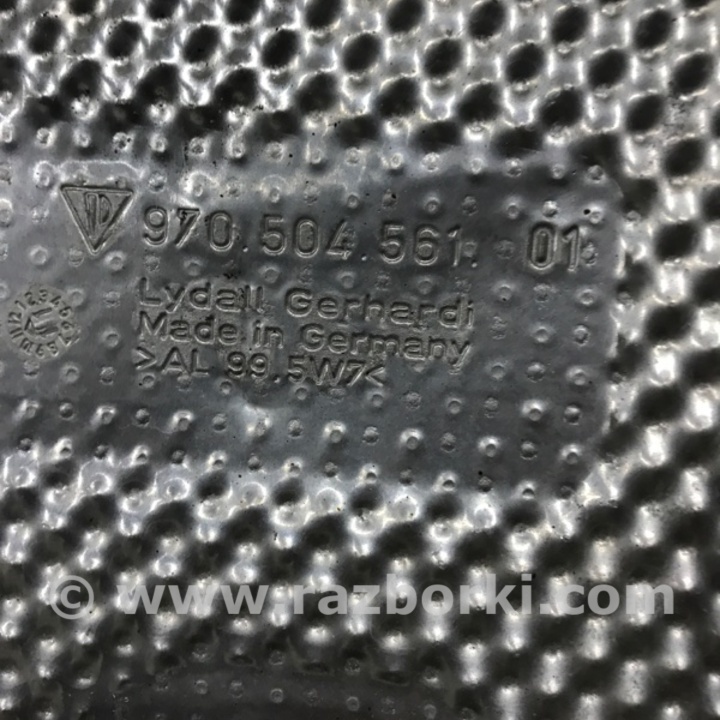 970.504.561. 01
Lydall Gerhardi
Made in Germany
>AL 99.5W7<
© www.razborki.com